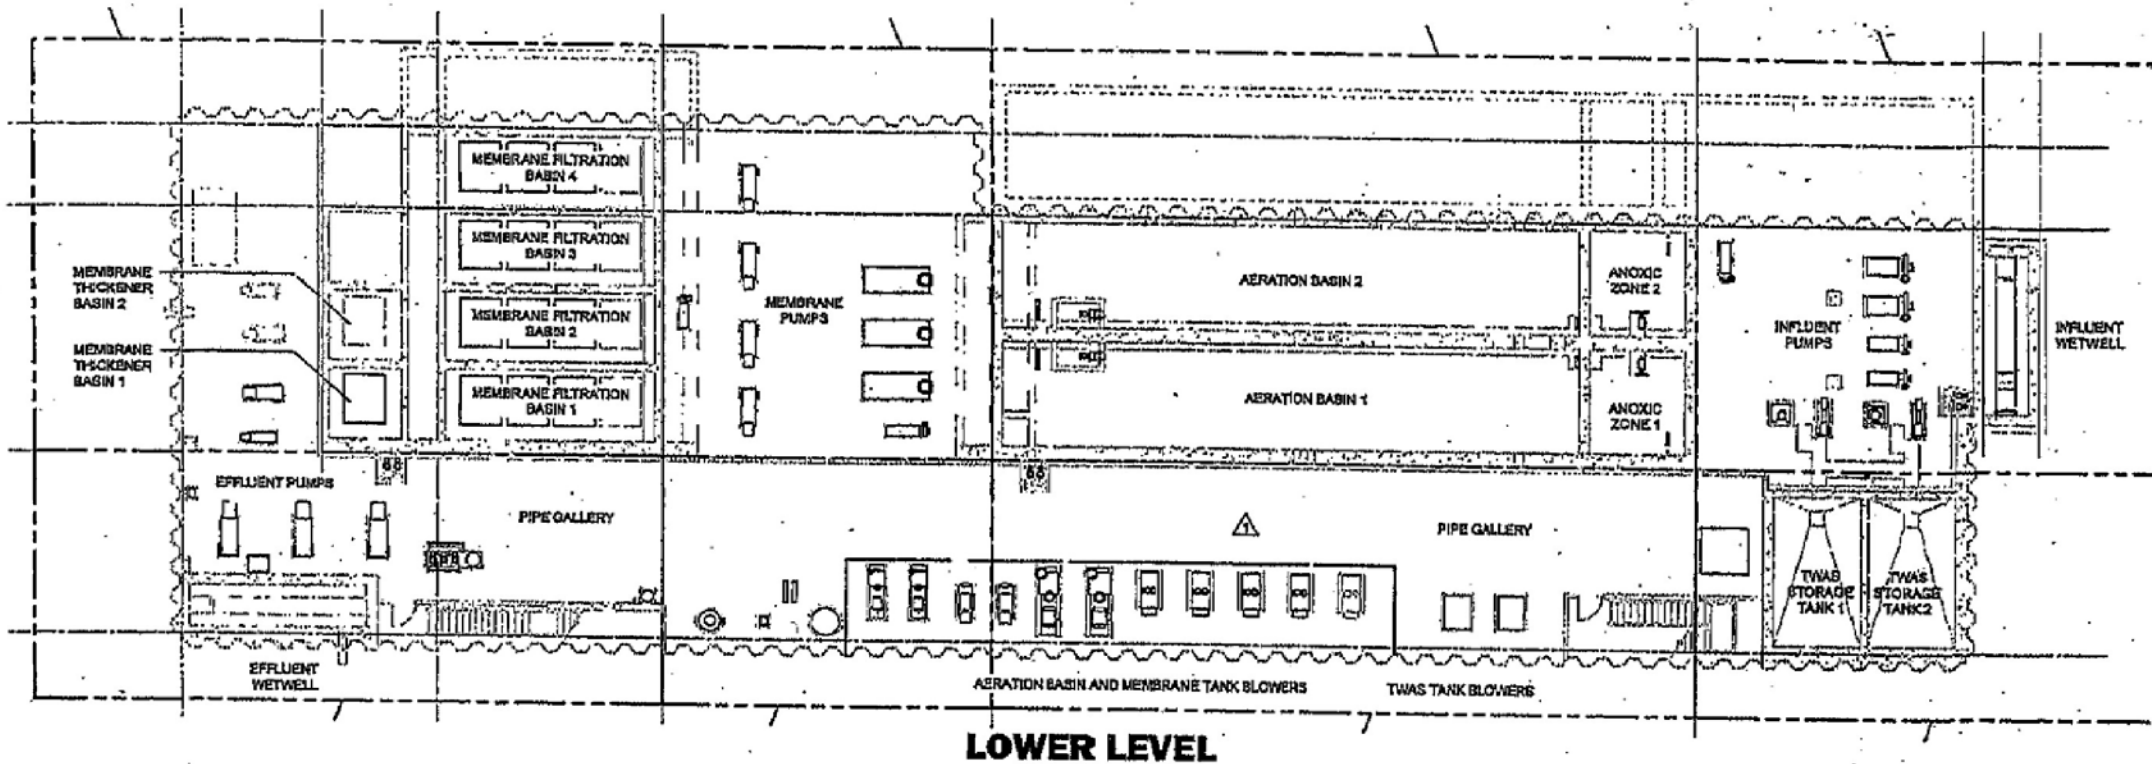 MEMBRANE FILTRATION
BASIN 4
MEMBRANE FILTRATION
BASIN 3
MEMBRANE FILTRATION
BASIN 2
MEMBRANE FILTRATION
BASIN 1
MEMBRANE
THICKENER
BASIN 2
MEMBRANE
THICKENER
BASIN 1
MEMBRANE
PUMPS
AERATION BASIN 2
AERATION BASIN 1
ANOXIC
ZONE 2
ANOXIC
ZONE 1
INFLUENT
PUMPS
INFLUENT
WETWELL
EFFLUENT PUMPS
PIPE GALLERY
1
PIPE GALLERY
TWAS
STORAGE
TANK 1
TWAS
STORAGE
TANK 2
EFFLUENT
WETWELL
AERATION BASIN AND MEMBRANE TANK BLOWERS
TWAS TANK BLOWERS
LOWER LEVEL